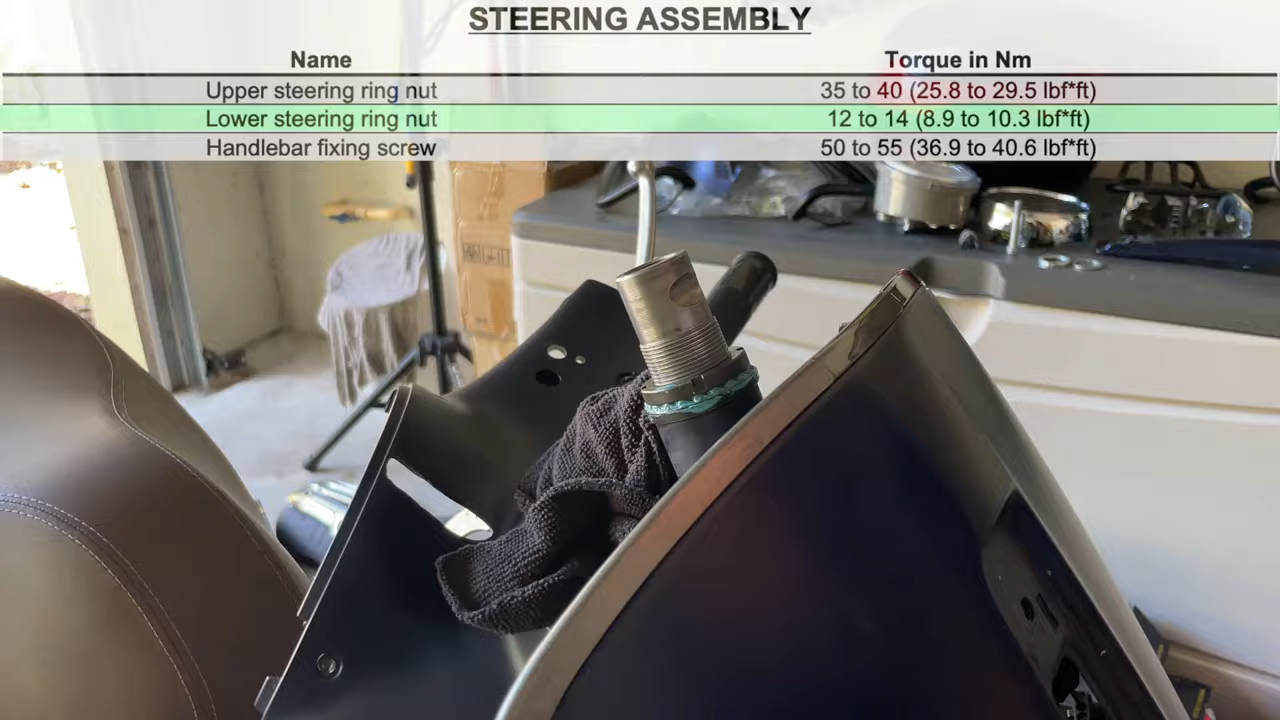 STEERING ASSEMBLY
Name Torque in Nm
Upper steering ring nut 35 to 40 (25.8 to 29.5 lbf*ft)
Lower steering ring nut 12 to 14 (8.9 to 10.3 lbf*ft)
Handlebar fixing screw 50 to 55 (36.9 to 40.6 lbf*ft)